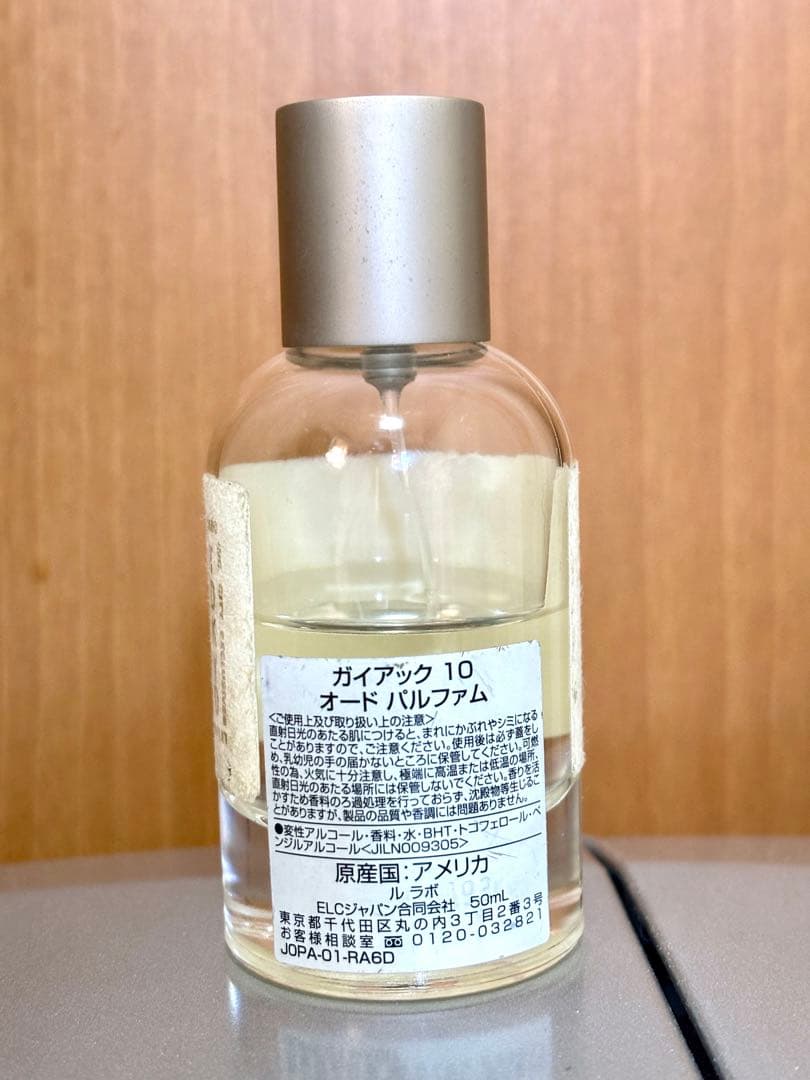 ガイアック 10
オード パルファム
<ご使用上及び取り扱い上の注意>
直射日光のあたる肌につけると、まれにかぶれやシミになる
ことがありますので、ご注意ください。使用後は必ず蓋をし
め、乳幼児の手の届かないところに保管してください。可燃
性の為、火気に十分注意し、極端に高温または低温の場所、
直射日光のあたる場所には保管しないでください。香りを活
かすため香料のろ過処理を行っておらず、沈殿物等生じるこ
とがありますが、製品の品質や香調には問題ありません。
●変性アルコール・香料・水・BHT・トコフェロール・ベ
ンジルアルコール<JILN009305>
原産国:アメリカ
ル ラボ
ELCジャパン合同会社 50mL
東京都千代田区丸の内3丁目2番3号
お客様相談室 0120-032821
JOPA-01-RA6D